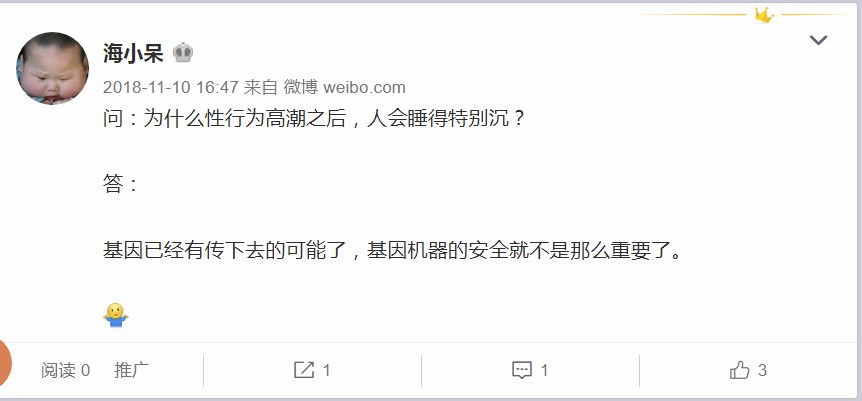 海小呆
2018-11-10 16:47 来自 微博 weibo.com
问：为什么性行为高潮之后，人会睡得特别沉？
答：
基因已经有传下去的可能了，基因机器的安全就不是那么重要了。
阅读 0 推广 1 1 3